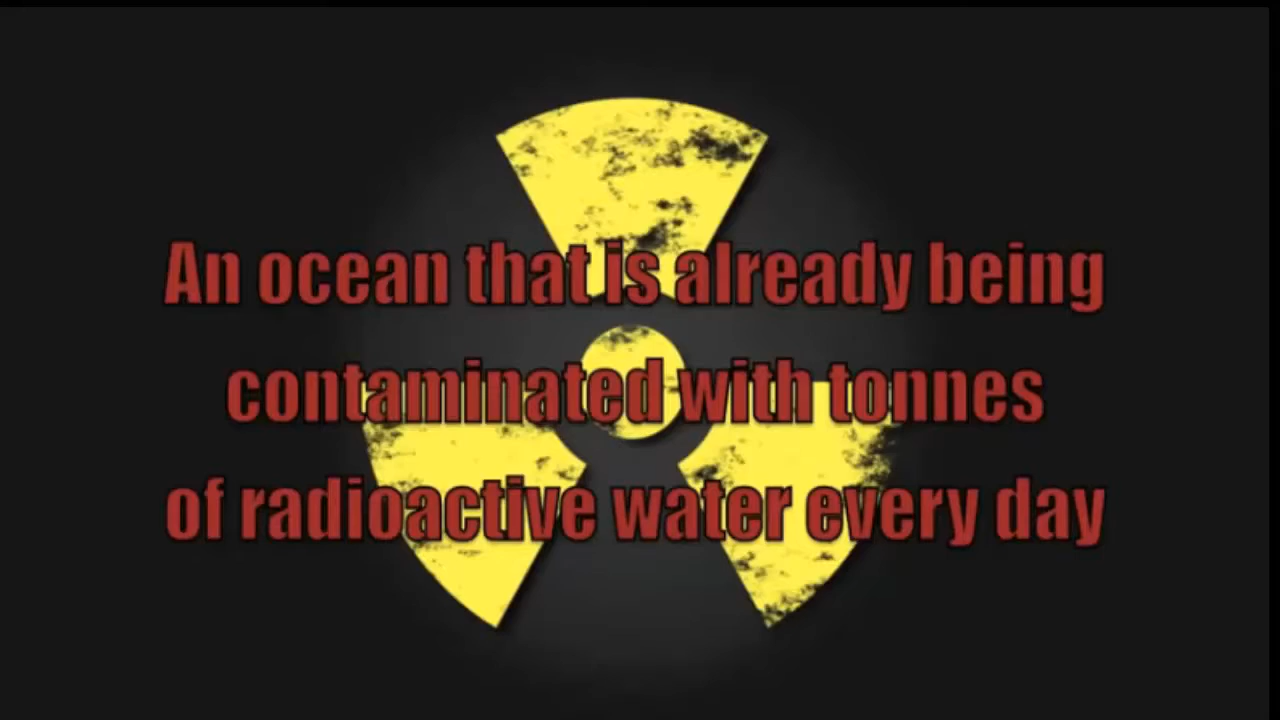 An ocean that is already being
contaminated with tonnes
of radioactive water every day